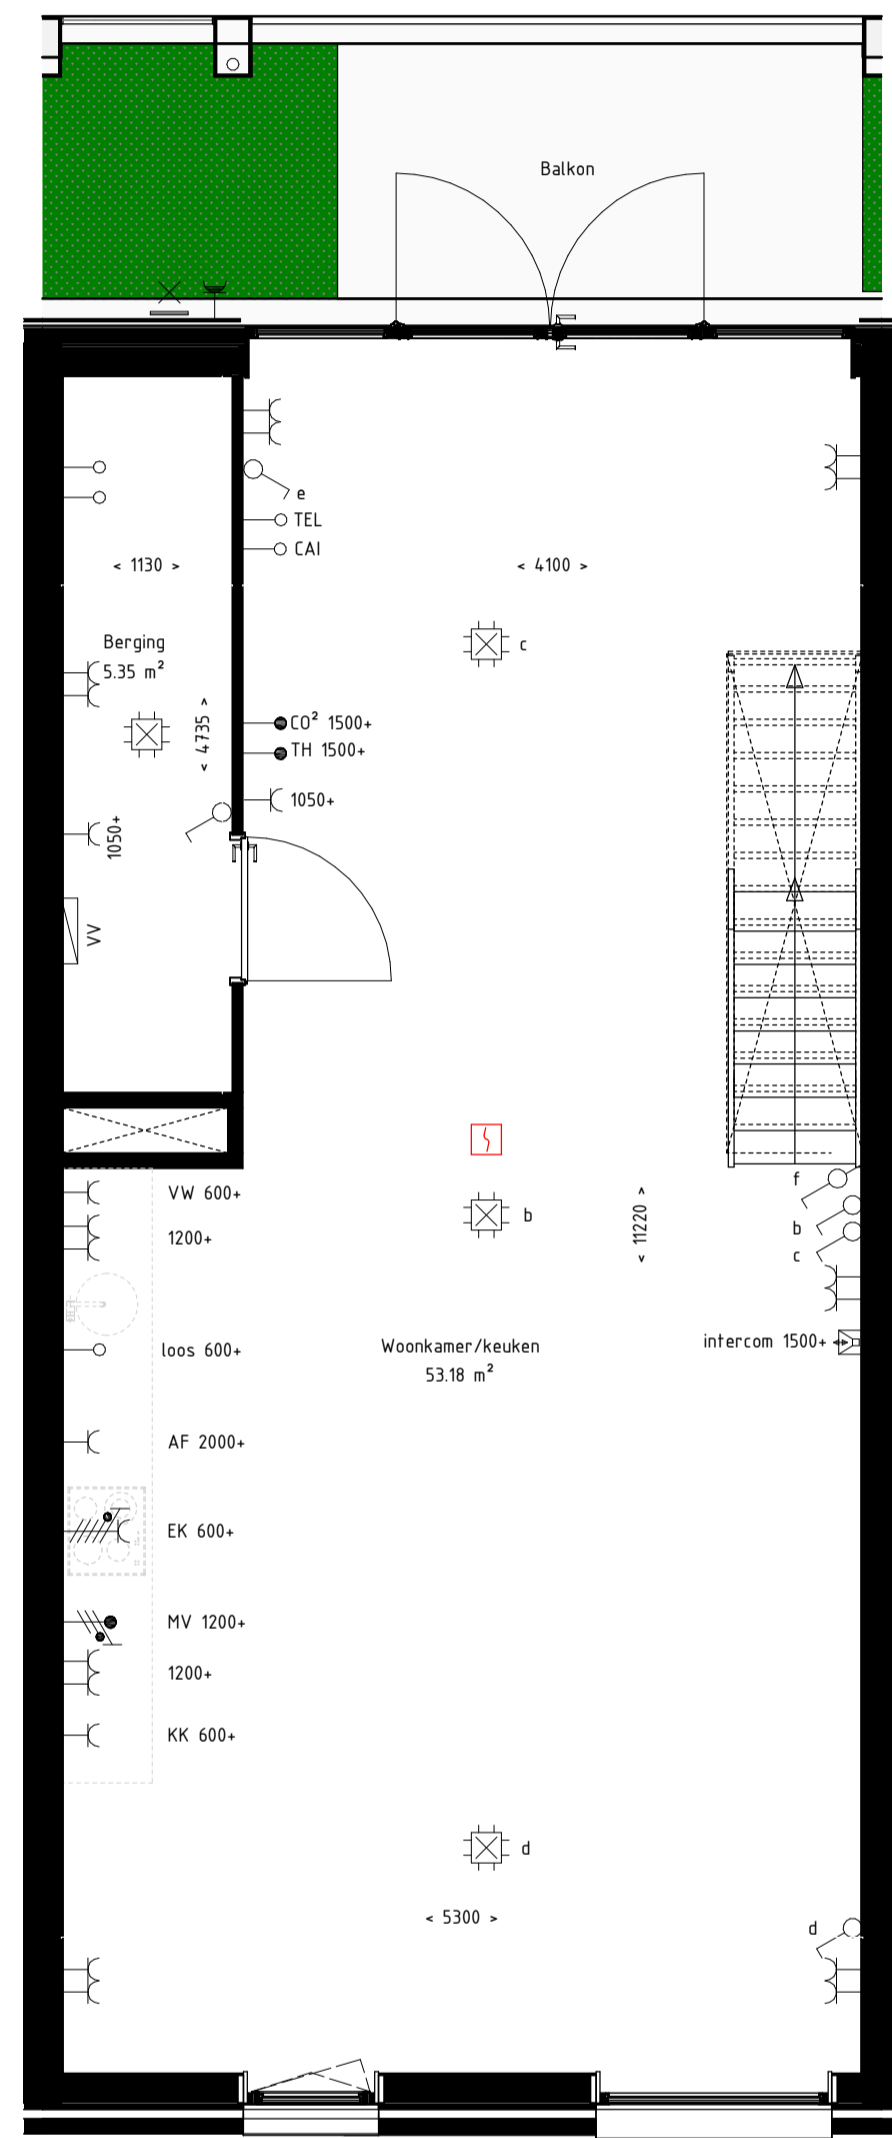 Balkon
e
TEL
CAI
< 1130 >
< 4100 >
Berging
5.35 m²
c
< 4735 >
CO² 1500+
TH 1500+
1050+
1050+
VV
f
VW 600+
b
b
1200+
c
< 11220 >
intercom 1500+
loos 600+
Woonkamer/keuken
53.18 m²
AF 2000+
EK 600+
MV 1200+
1200+
KK 600+
d
< 5300 >
d